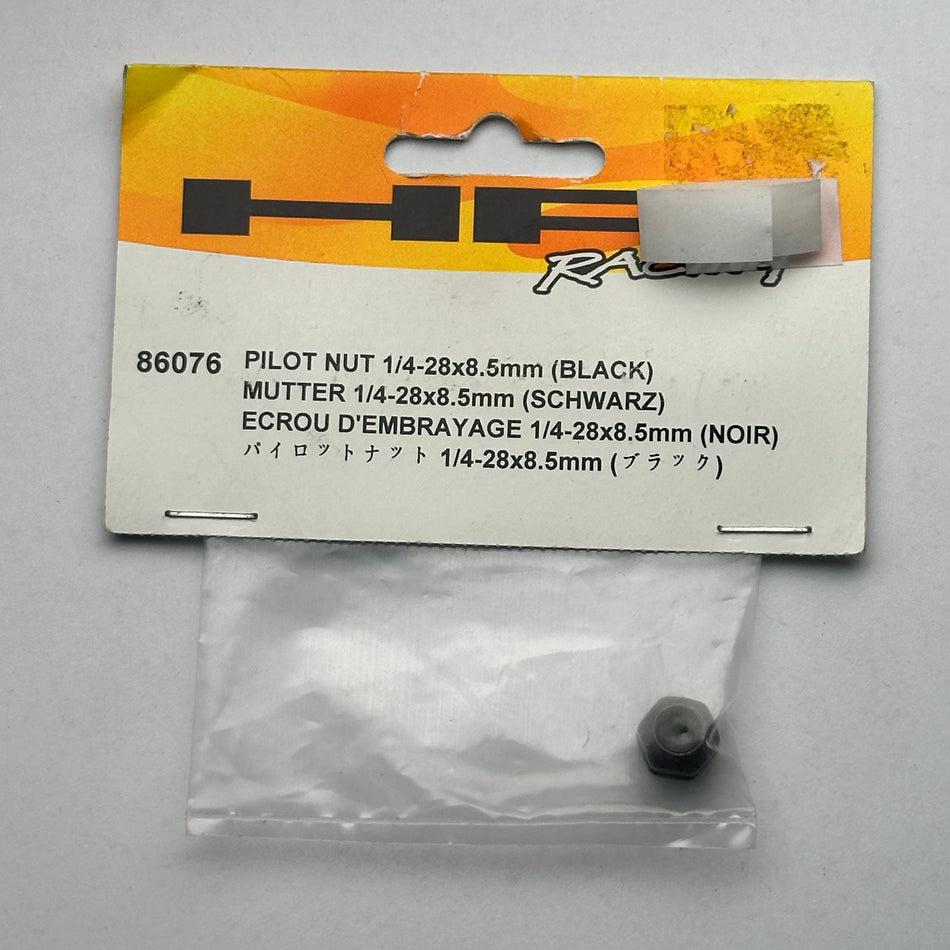 RACING
86076 PILOT NUT 1/4-28x8.5mm (BLACK)
MUTTER 1/4-28x8.5mm (SCHWARZ)
ECROU D'EMBRAYAGE 1/4-28x8.5mm (NOIR)
パイロットナット 1/4-28x8.5mm (ブラック)